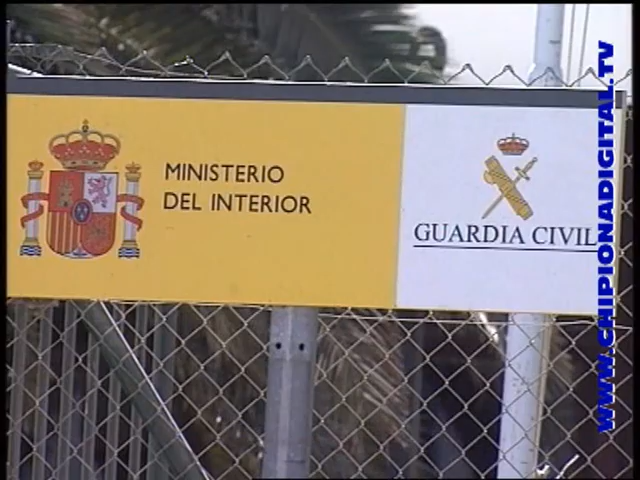 MINISTERIO
DEL INTERIOR
GUARDIA CIVIL
WWW.CHIPIONADIGITAL.TV